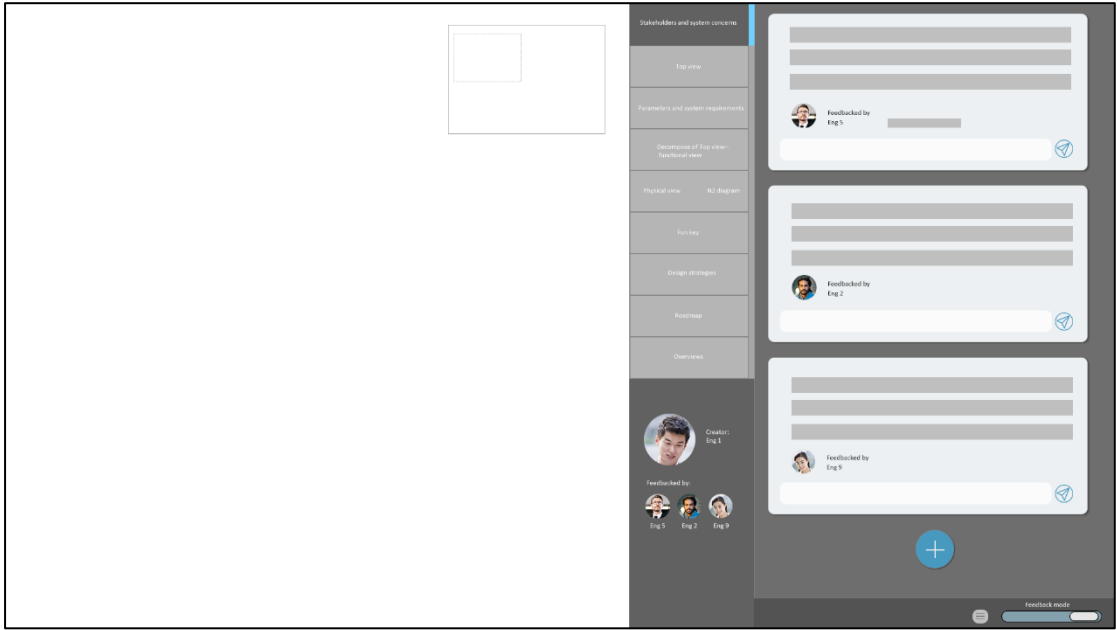 Stakeholders and system concerns
Top view
Parameters and system requirements
Decompose of Top view–
functional view
Physical view N2 diagram
Fun key
Design strategies
Roadmap
Overviews
Creator:
Eng 1
Feedbacked by:
Eng 5 Eng 2 Eng 9
Feedbacked by
Eng 5
Feedbacked by
Eng 2
Feedbacked by
Eng 9
Feedback mode